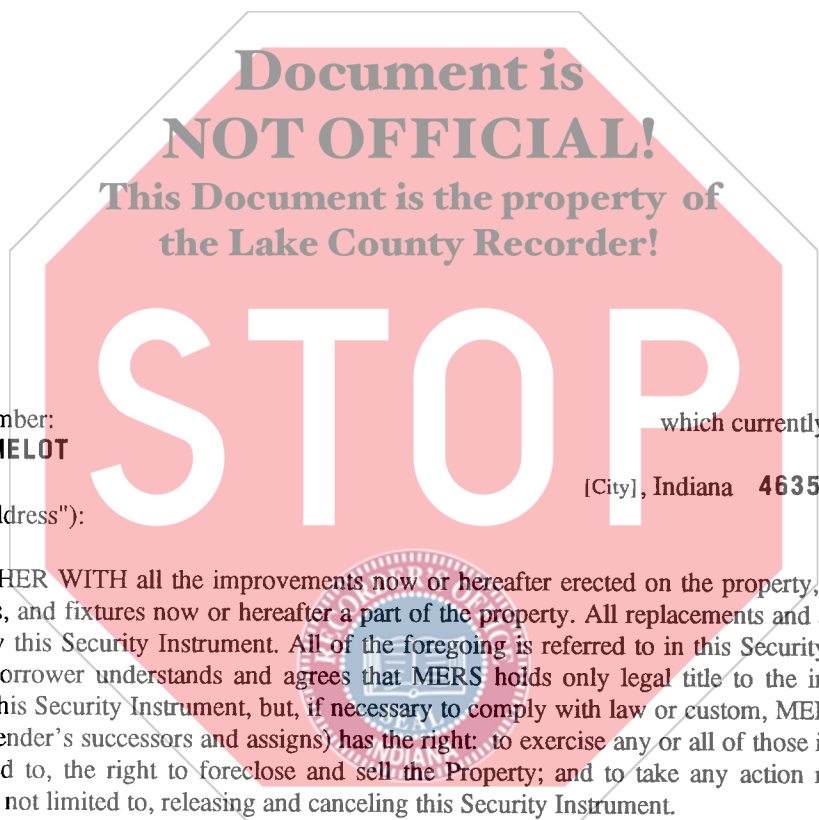 Document is
NOT OFFICIAL!
This Document is the property of
the Lake County Recorder!
STOP
mber: which currently
MELOT
[City], Indiana 4635
ddress"):
HER WITH all the improvements now or hereafter erected on the property,
s, and fixtures now or hereafter a part of the property. All replacements and
y this Security Instrument. All of the foregoing is referred to in this Security
orrower understands and agrees that MERS holds only legal title to the in
his Security Instrument, but, if necessary to comply with law or custom, MER
ender's successors and assigns) has the right: to exercise any or all of those i
d to, the right to foreclose and sell the Property; and to take any action r
not limited to, releasing and canceling this Security Instrument.
SEAL
INDIANA